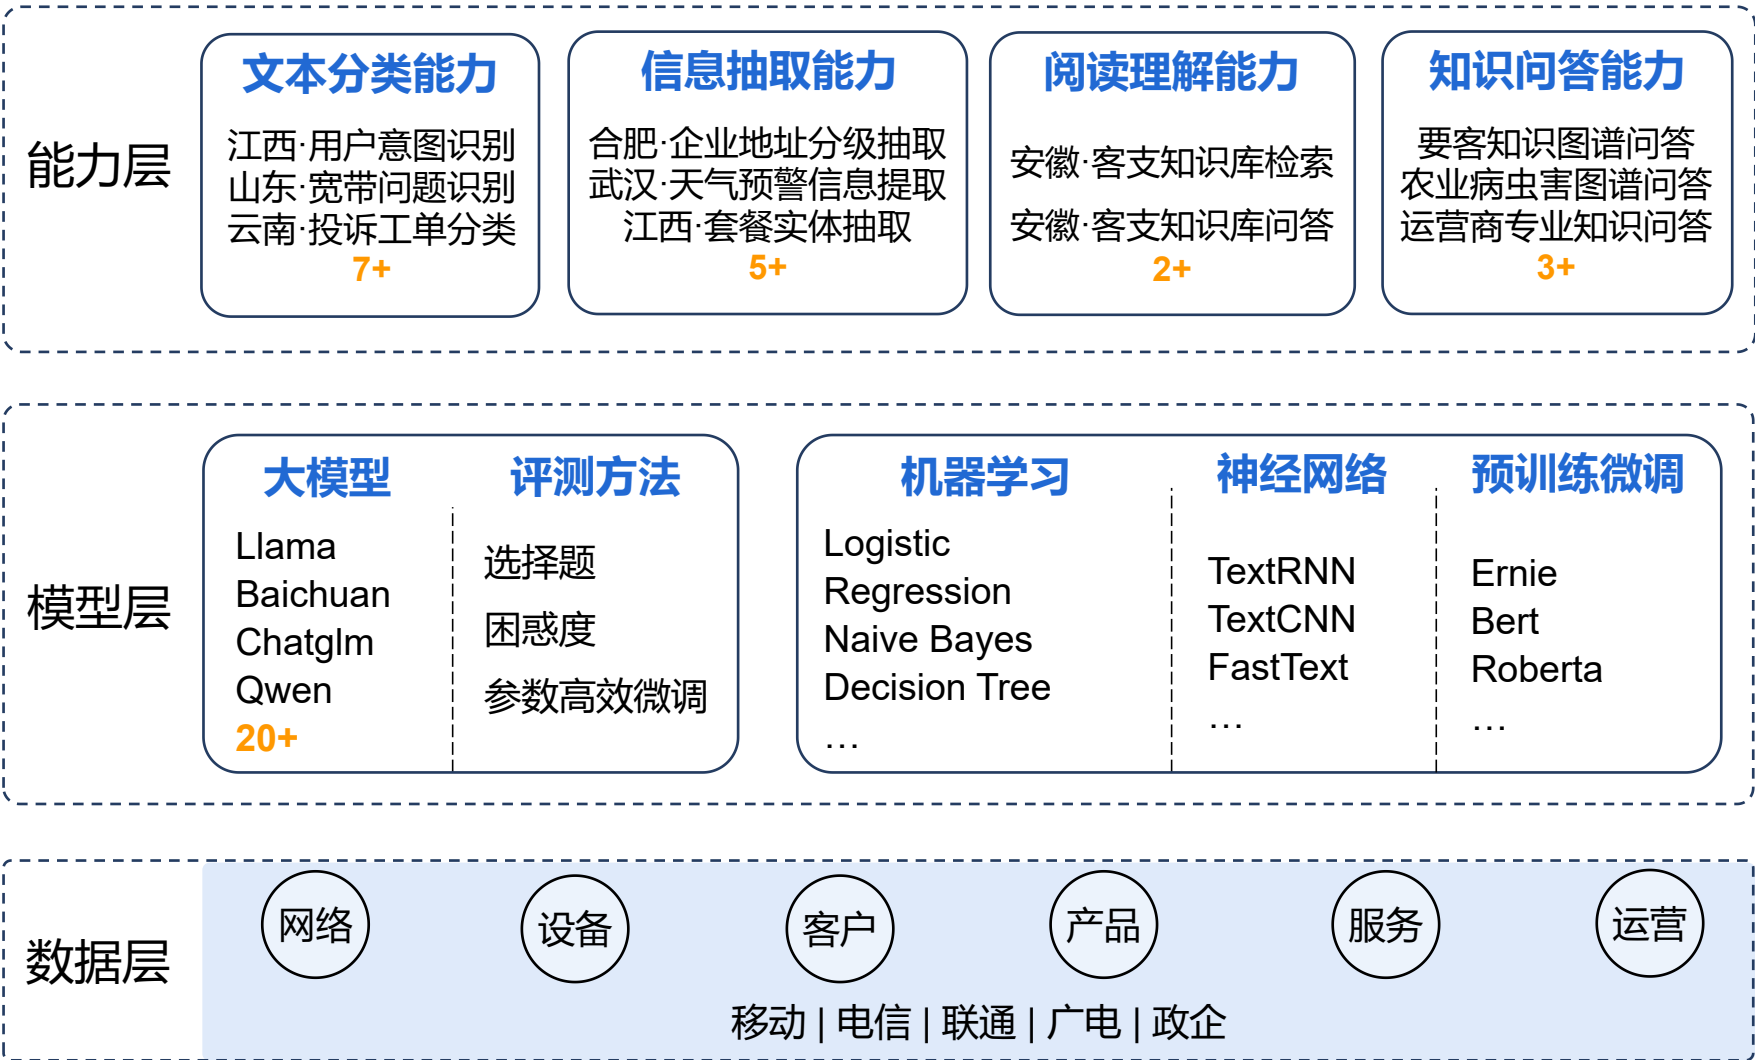 能力层
文本分类能力
江西·用户意图识别
山东·宽带问题识别
云南·投诉工单分类
7+
信息抽取能力
合肥·企业地址分级抽取
武汉·天气预警信息提取
江西·套餐实体抽取
5+
阅读理解能力
安徽·客支知识库检索
安徽·客支知识库问答
2+
知识问答能力
要客知识图谱问答
农业病虫害图谱问答
运营商专业知识问答
3+
模型层
大模型
Llama
Baichuan
Chatglm
Qwen
20+
评测方法
选择题
困惑度
参数高效微调
机器学习
Logistic
Regression
Naive Bayes
Decision Tree
…
神经网络
TextRNN
TextCNN
FastText
…
预训练微调
Ernie
Bert
Roberta
…
数据层
网络
设备
客户
产品
服务
运营
移动 | 电信 | 联通 | 广电 | 政企